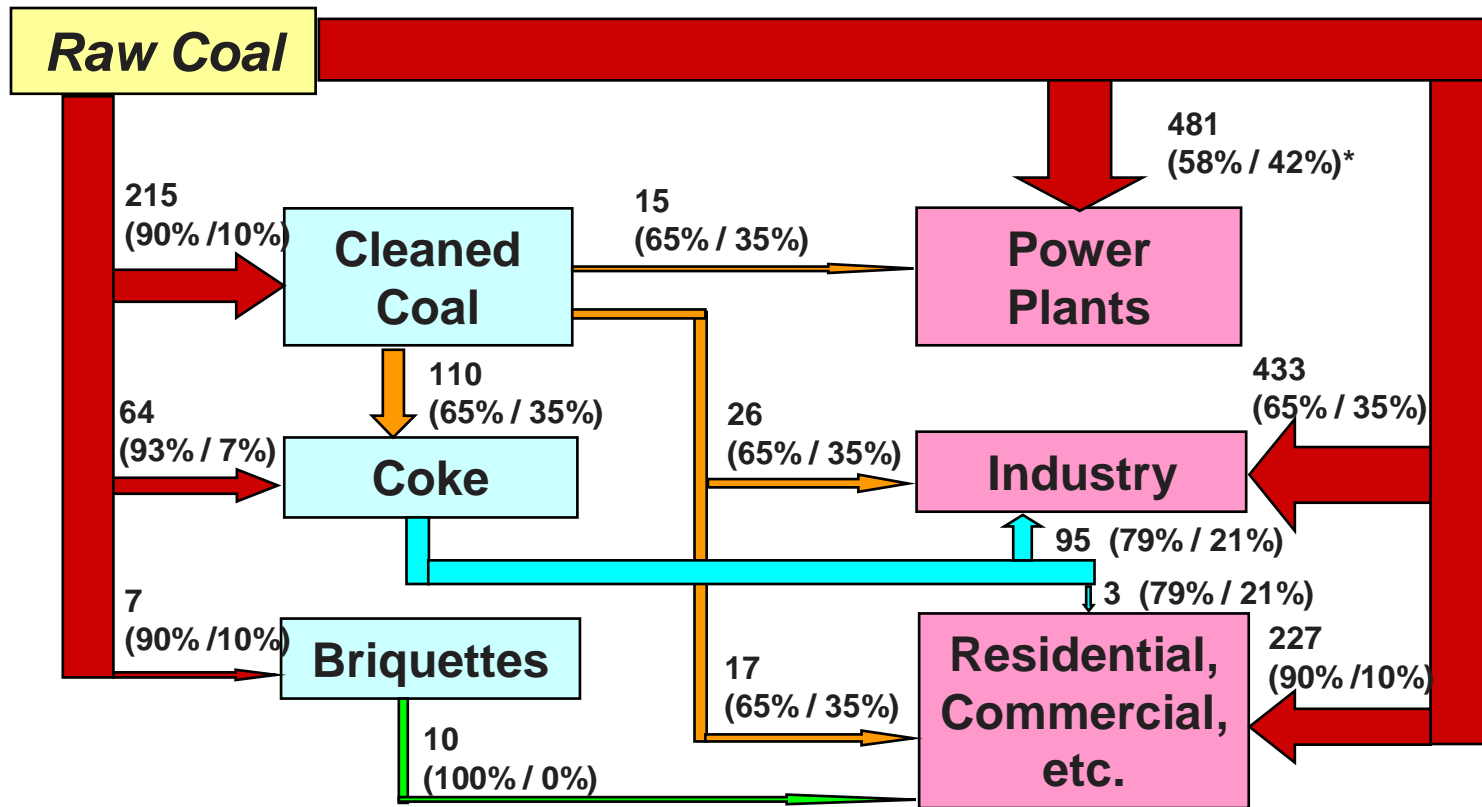 Raw Coal
481
(58% / 42%)*
215
(90% /10%)
15
(65% / 35%)
Cleaned
Coal
Power
Plants
110
(65% / 35%)
433
(65% / 35%)
64
(93% / 7%)
26
(65% / 35%)
Coke
Industry
95 (79% / 21%)
3 (79% / 21%)
7
(90% /10%)
Briquettes
17
(65% / 35%)
Residential,
Commercial,
etc.
227
(90% /10%)
10
(100% / 0%)